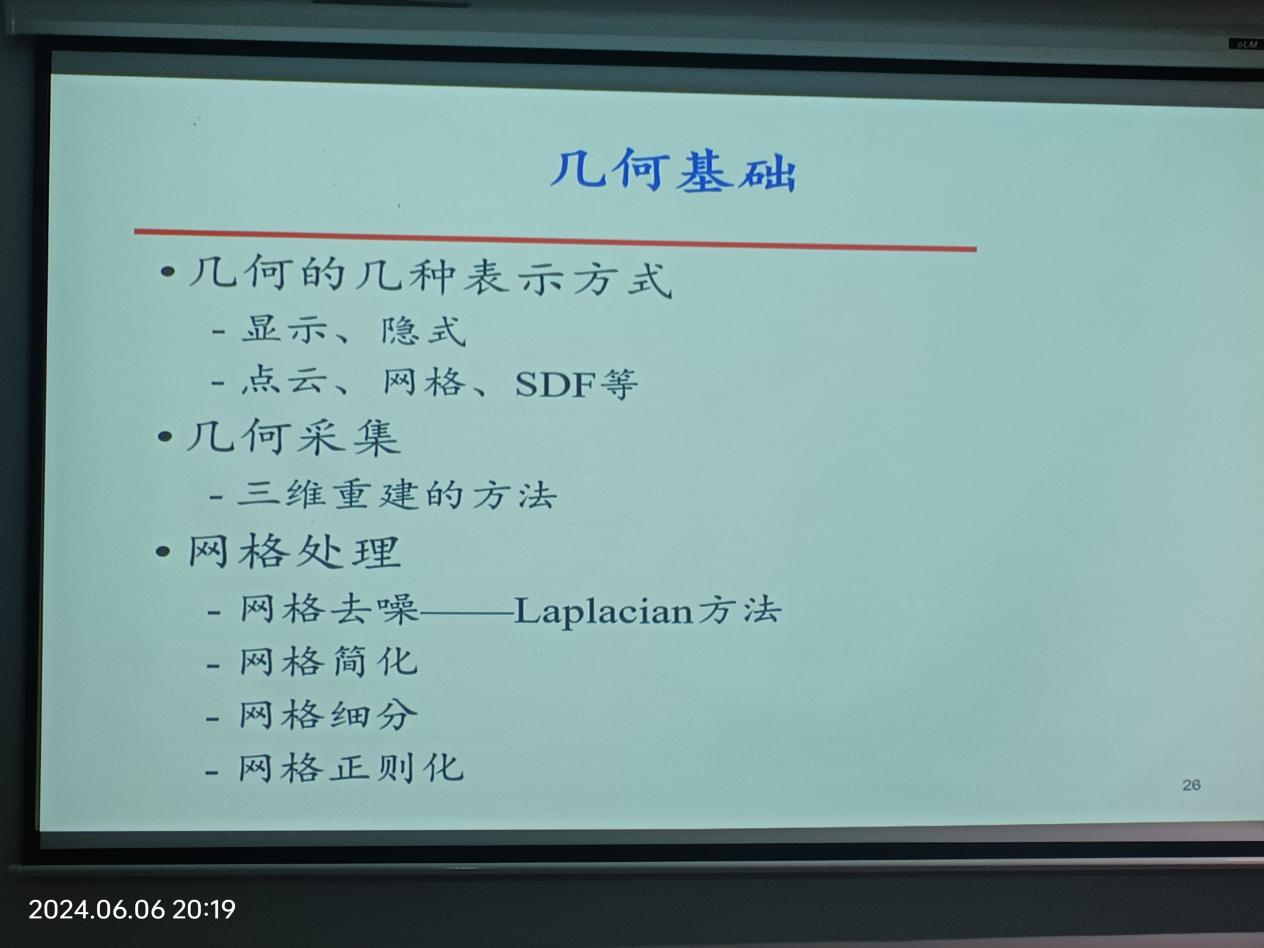 oLM
几何基础
• 几何的几种表示方式
- 显示、隐式
- 点云、网格、SDF等
• 几何采集
- 三维重建的方法
• 网格处理
- 网格去噪——Laplacian方法
- 网格简化
- 网格细分
- 网格正则化
26
2024.06.06 20:19